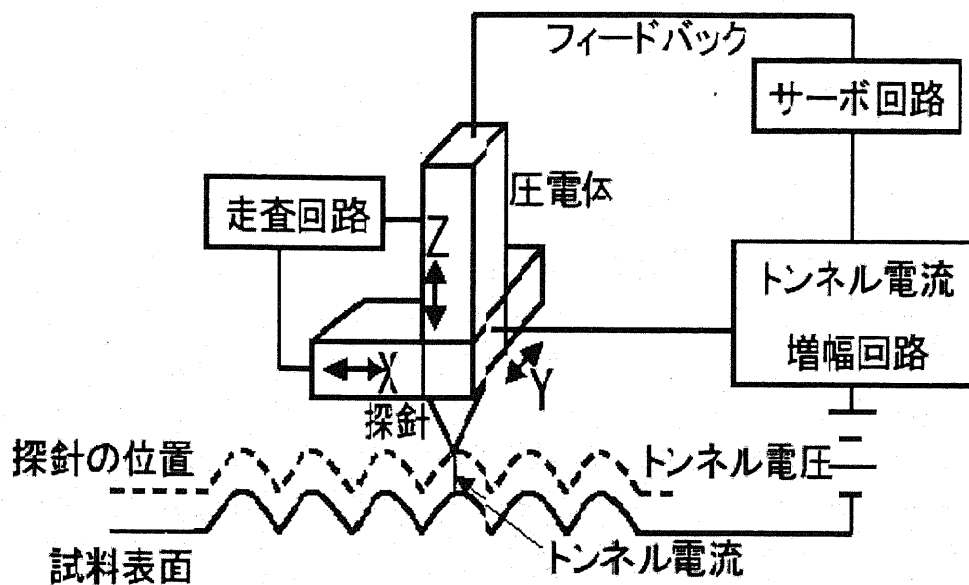 フィードバック
サーボ回路
圧電体
走査回路
Z
トンネル電流
増幅回路
X
Y
探針
探針の位置
トンネル電圧
試料表面
トンネル電流